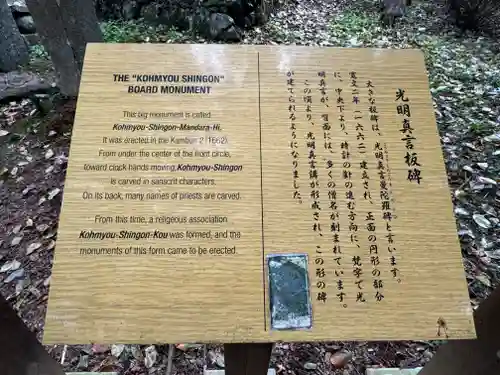 THE "KOHMYOU SHINGON"
BOARD MONUMENT
This big monument is called
Kohmyou-Shingon-Mandara-Hi.
It was erected in the Kambun 2 (1662).
From under the center of the front circle,
toward clock hands moving, Kohmyou-Shingon
is carved in sanscrit characters.
On its back, many names of priests are carved.
From this time, a religious association
Kohmyou-Shingon-Kou was formed, and the
monuments of this form came to be erected.
光明真言板碑
大きな板碑は、光明真言曼陀羅碑と言います。
寛文二年(一六六二)建立され、正面の円形の部分
に、中央下より、時計の針の進む方向に、梵字で光
明真言が、背面には、多くの僧名が刻まれています。
この頃より、光明真言講が形成され、この形の碑
が建てられるようになりました。